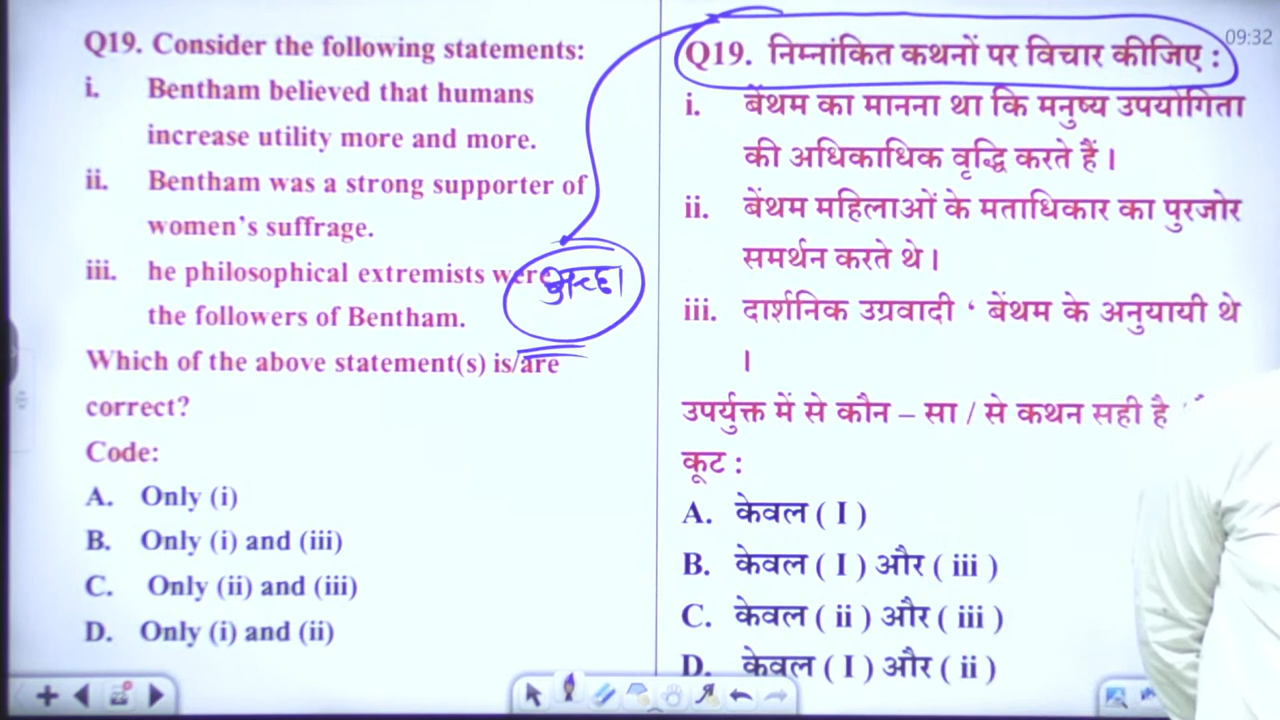 Q19. Consider the following statements:
i. Bentham believed that humans
increase utility more and more.
ii. Bentham was a strong supporter of
women's suffrage.
iii. he philosophical extremists were
the followers of Bentham.
Which of the above statement(s) is/are
correct?
Code:
A. Only (i)
B. Only (i) and (iii)
C. Only (ii) and (iii)
D. Only (i) and (ii)
09:32
Q19. निम्नांकित कथनों पर विचार कीजिए :
i. बेंथम का मानना था कि मनुष्य उपयोगिता
की अधिकाधिक वृद्धि करते हैं ।
ii. बेंथम महिलाओं के मताधिकार का पुरजोर
समर्थन करते थे ।
iii. दार्शनिक उग्रवादी ‘ बेंथम के अनुयायी थे
।
उपर्युक्त में से कौन – सा / से कथन सही है
कूट :
A. केवल ( I )
B. केवल ( I ) और ( iii )
C. केवल ( ii ) और ( iii )
D. केवल ( I ) और ( ii )